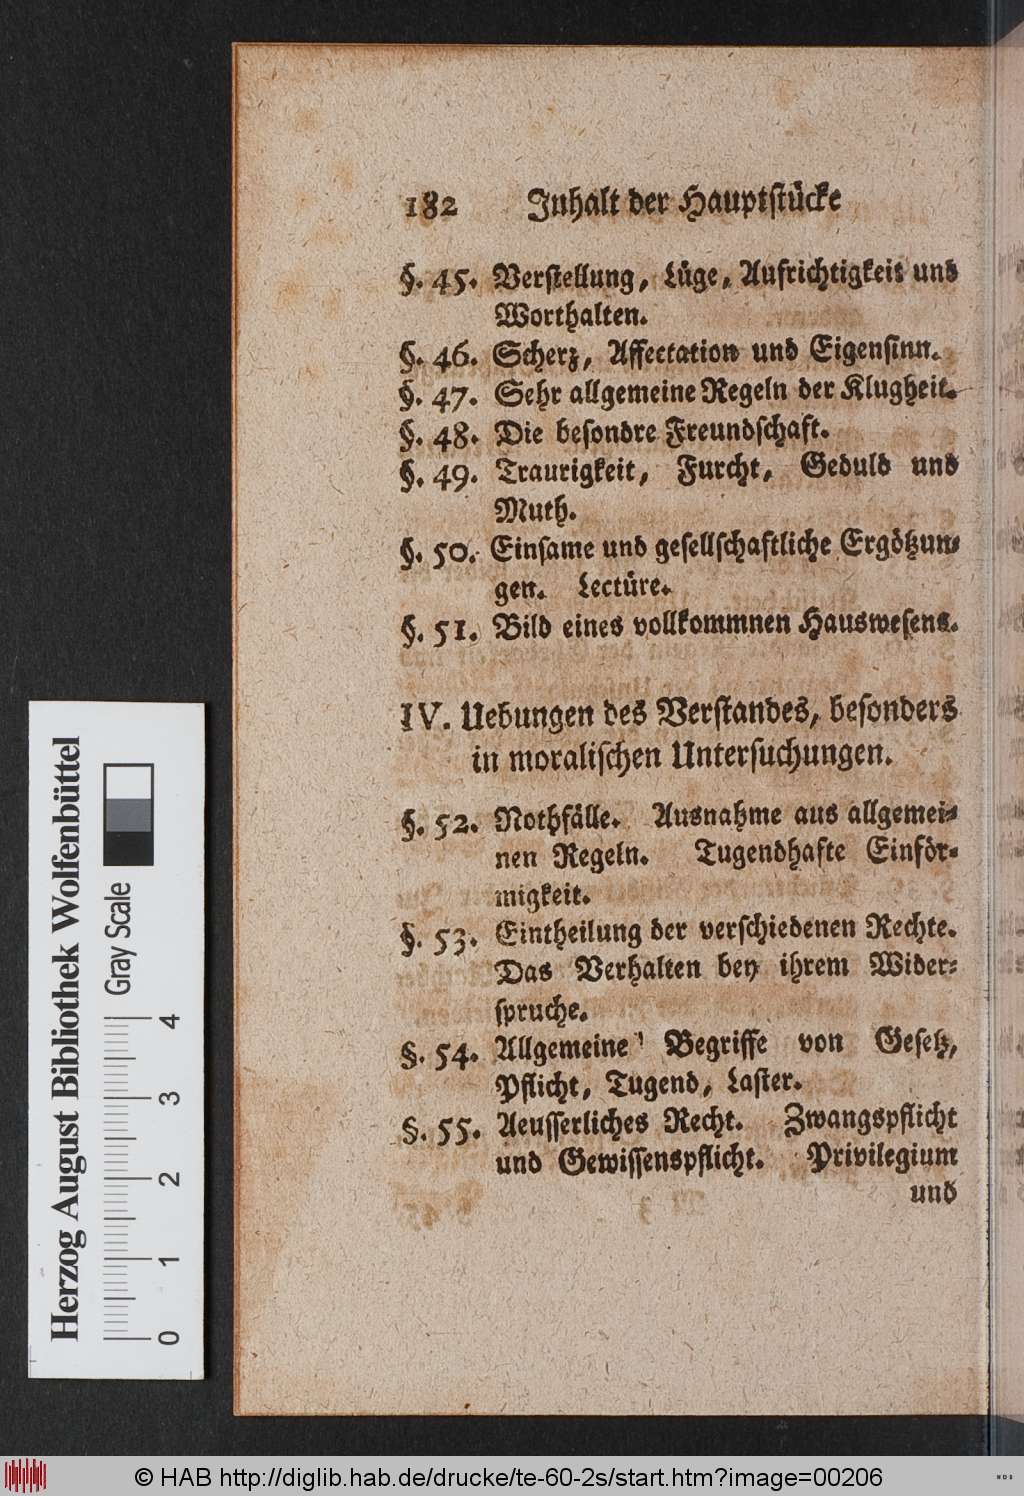 182 Inhalt der Hauptstücke
§. 45. Verstellung, Lüge, Aufrichtigkeit und
Worthalten.
§. 46. Scherz, Affectation und Eigensinn.
§. 47. Sehr allgemeine Regeln der Klugheit.
§. 48. Die besondre Freundschaft.
§. 49. Traurigkeit, Furcht, Geduld und
Muth.
§. 50. Einsame und gesellschaftliche Ergötzun-
gen. Lectüre.
§. 51. Bild eines vollkommnen Hauswesens.
IV. Uebungen des Verstandes, besonders
in moralischen Untersuchungen.
§. 52. Nothfälle. Ausnahme aus allgemei-
nen Regeln. Tugendhafte Einför-
migkeit.
§. 53. Eintheilung der verschiedenen Rechte.
Das Verhalten bey ihrem Wider-
spruche.
§. 54. Allgemeine Begriffe von Gesetz,
Pflicht, Tugend, Laster.
§. 55. Aeusserliches Recht. Zwangspflicht
und Gewissenspflicht. Privilegium
und
Herzog August Bibliothek Wolfenbüttel
Gray Scale
0 1 2 3 4
© HAB http://diglib.hab.de/drucke/te-60-2s/start.htm?image=00206